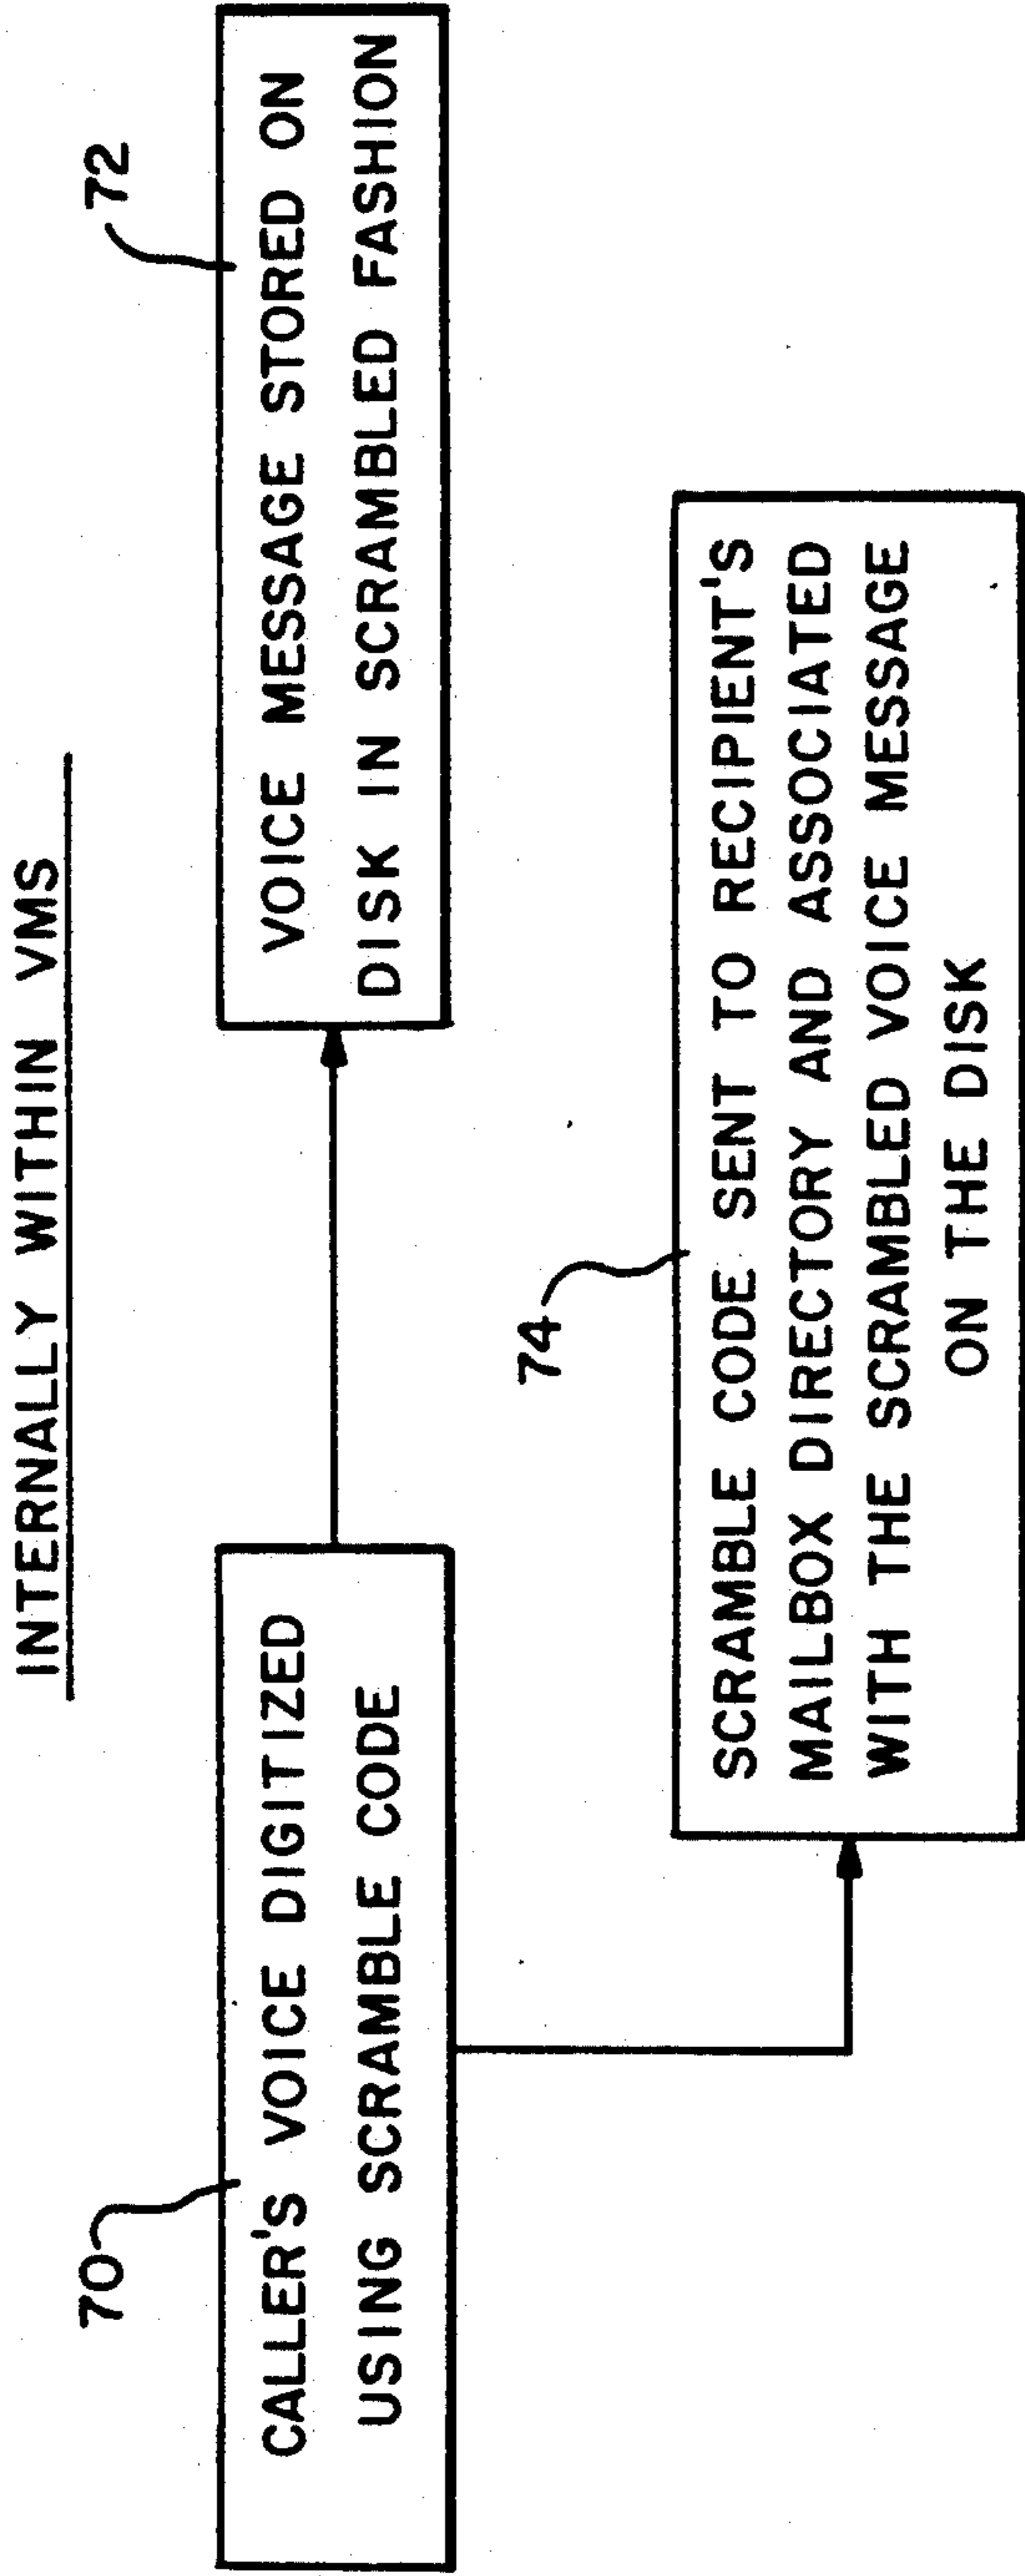 INTERNALLY WITHIN VMS
70
CALLER'S VOICE DIGITIZED
USING SCRAMBLE CODE
72
VOICE MESSAGE STORED ON
DISK IN SCRAMBLED FASHION
74
SCRAMBLE CODE SENT TO RECIPIENT'S
MAILBOX DIRECTORY AND ASSOCIATED
WITH THE SCRAMBLED VOICE MESSAGE
ON THE DISK